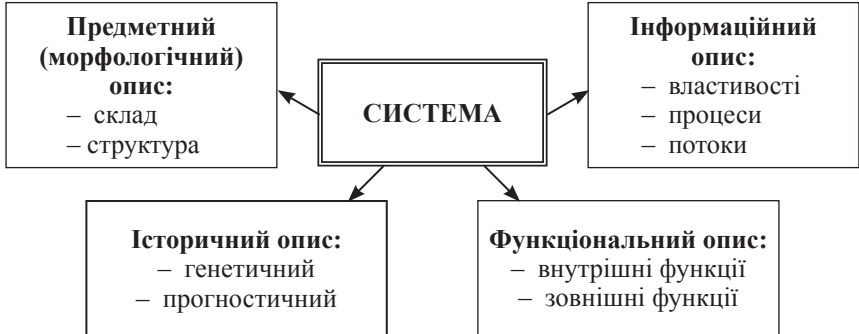 Предметний
(морфологічний)
опис:
– склад
– структура
СИСТЕМА
Інформаційний
опис:
– властивості
– процеси
– потоки
Історичний опис:
– генетичний
– прогностичний
Функціональний опис:
– внутрішні функції
– зовнішні функції